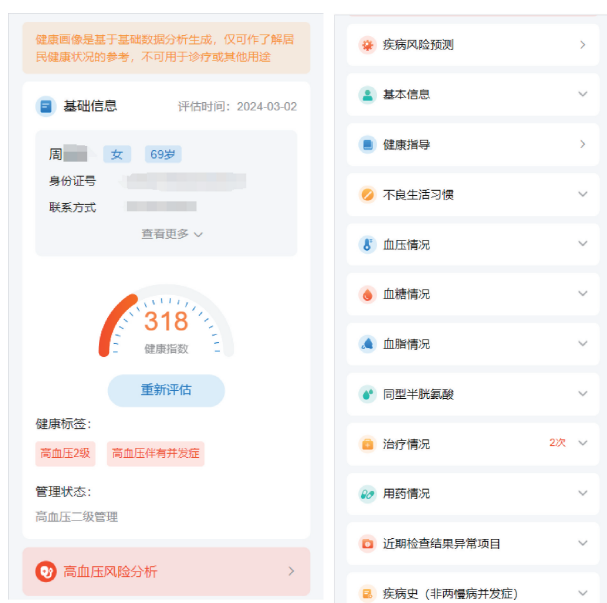 健康画像是基于基础数据分析生成，仅可作了解居
民健康状况的参考，不可用于诊疗或其他用途
基础信息
评估时间：2024-03-02
周
女
69岁
身份证号
联系方式
查看更多
318
健康指数
重新评估
健康标签：
高血压2级
高血压伴有并发症
管理状态：
高血压二级管理
高血压风险分析
疾病风险预测
基本信息
健康指导
不良生活习惯
血压情况
血糖情况
血脂情况
同型半胱氨酸
治疗情况
2次
用药情况
近期检查结果异常项目
疾病史（非两慢病并发症）